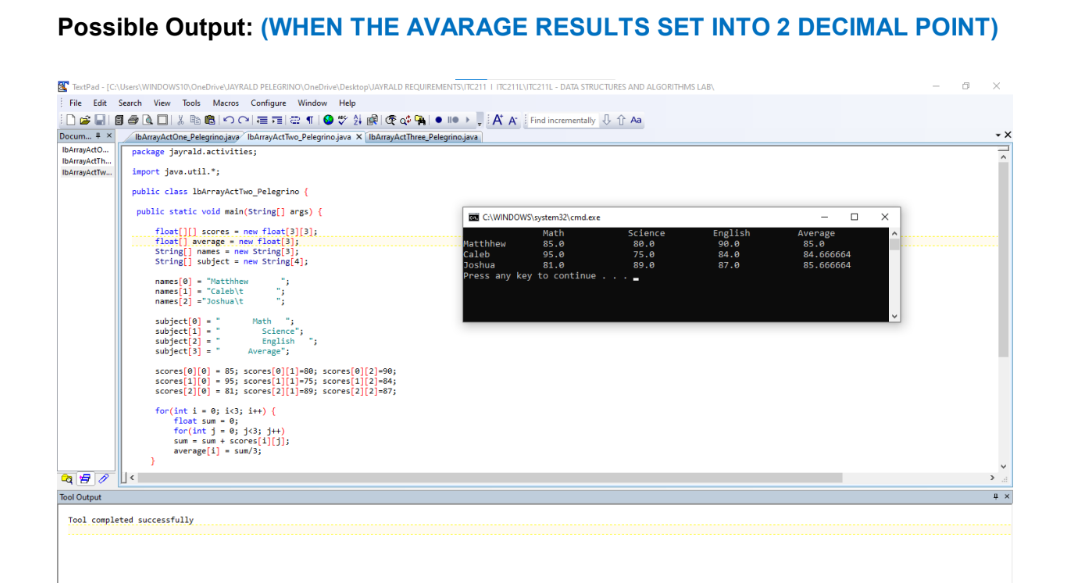 Possible Output: (WHEN THE AVARAGE RESULTS SET INTO 2 DECIMAL POINT)
TextPad - [C:\Users\WINDOWS10\OneDrive\JAYRALD PELEGRINO\OneDrive\Desktop\JAYRALD REQUIREMENTS\ITC211 I ITC211L\ITC211L - DATA STRUCTURES AND ALGORITHMS LAB\
File Edit Search View Tools Macros Configure Window Help
Find incrementally Aa
Docum...
lbArrayActOne_Pelegrino.java lbArrayActTwo_Pelegrino.java lbArrayActThree_Pelegrino.java
lbArrayActO...
lbArrayActTh...
lbArrayActTw...
package jayrald.activities;
import java.util.*;
public class lbArrayActTwo_Pelegrino {
public static void main(String[] args) {
float[][] scores = new float[3][3];
float[] average = new float[3];
String[] names = new String[3];
String[] subject = new String[4];
names[0] = "Matthhew ";
names[1] = "Caleb\t ";
names[2] ="Joshua\t ";
subject[0] = " Math ";
subject[1] = " Science";
subject[2] = " English ";
subject[3] = " Average";
scores[0][0] = 85; scores[0][1]=80; scores[0][2]=90;
scores[1][0] = 95; scores[1][1]=75; scores[1][2]=84;
scores[2][0] = 81; scores[2][1]=89; scores[2][2]=87;
for(int i = 0; i<3; i++) {
float sum = 0;
for(int j = 0; j<3; j++)
sum = sum + scores[i][j];
average[i] = sum/3;
}
C:\WINDOWS\system32\cmd.exe
Math Science English Average
Matthhew 85.0 80.0 90.0 85.0
Caleb 95.0 75.0 84.0 84.666664
Joshua 81.0 89.0 87.0 85.666664
Press any key to continue . . .
Tool Output
Tool completed successfully